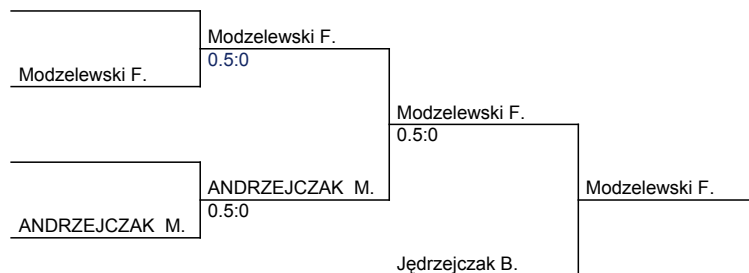 Modzelewski F.
0.5:0
Modzelewski F.
Modzelewski F.
0.5:0
ANDRZEJCZAK M.
0.5:0
Modzelewski F.
ANDRZEJCZAK M.
Jędrzejczak B.